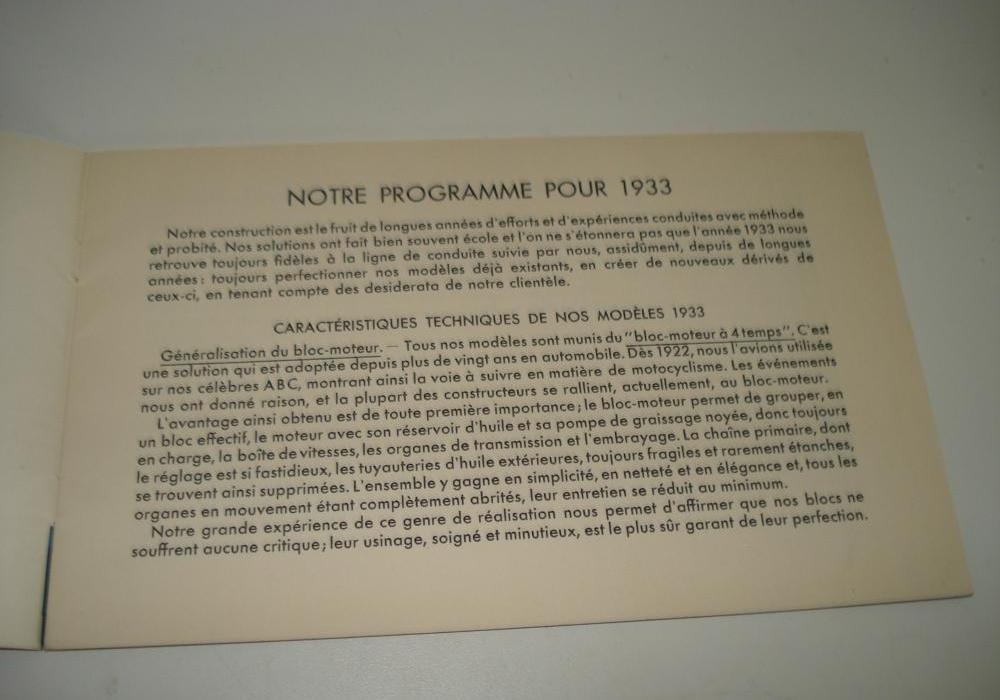 NOTRE PROGRAMME POUR 1933
Notre construction est le fruit de longues années d'efforts et d'expériences conduites avec méthode
et probité. Nos solutions ont fait bien souvent école et l'on ne s'étonnera pas que l'année 1933 nous
retrouve toujours fidèles à la ligne de conduite suivie par nous, assidûment, depuis de longues
années : toujours perfectionner nos modèles déjà existants, en créer de nouveaux dérivés de
ceux-ci, en tenant compte des desiderata de notre clientèle.
CARACTÉRISTIQUES TECHNIQUES DE NOS MODÈLES 1933
Généralisation du bloc-moteur. — Tous nos modèles sont munis du "bloc-moteur à 4 temps". C'est
une solution qui est adoptée depuis plus de vingt ans en automobile. Dès 1922, nous l'avions utilisée
sur nos célèbres ABC, montrant ainsi la voie à suivre en matière de motocyclisme. Les événements
nous ont donné raison, et la plupart des constructeurs se rallient, actuellement, au bloc-moteur.
L'avantage ainsi obtenu est de toute première importance ; le bloc-moteur permet de grouper, en
un bloc effectif, le moteur avec son réservoir d'huile et sa pompe de graissage noyée, donc toujours
en charge, la boîte de vitesses, les organes de transmission et l'embrayage. La chaîne primaire, dont
le réglage est si fastidieux, les tuyauteries d'huile extérieures, toujours fragiles et rarement étanches,
se trouvent ainsi supprimées. L'ensemble y gagne en simplicité, en netteté et en élégance et, tous les
organes en mouvement étant complètement abrités, leur entretien se réduit au minimum.
Notre grande expérience de ce genre de réalisation nous permet d'affirmer que nos blocs ne
souffrent aucune critique ; leur usinage, soigné et minutieux, est le plus sûr garant de leur perfection.